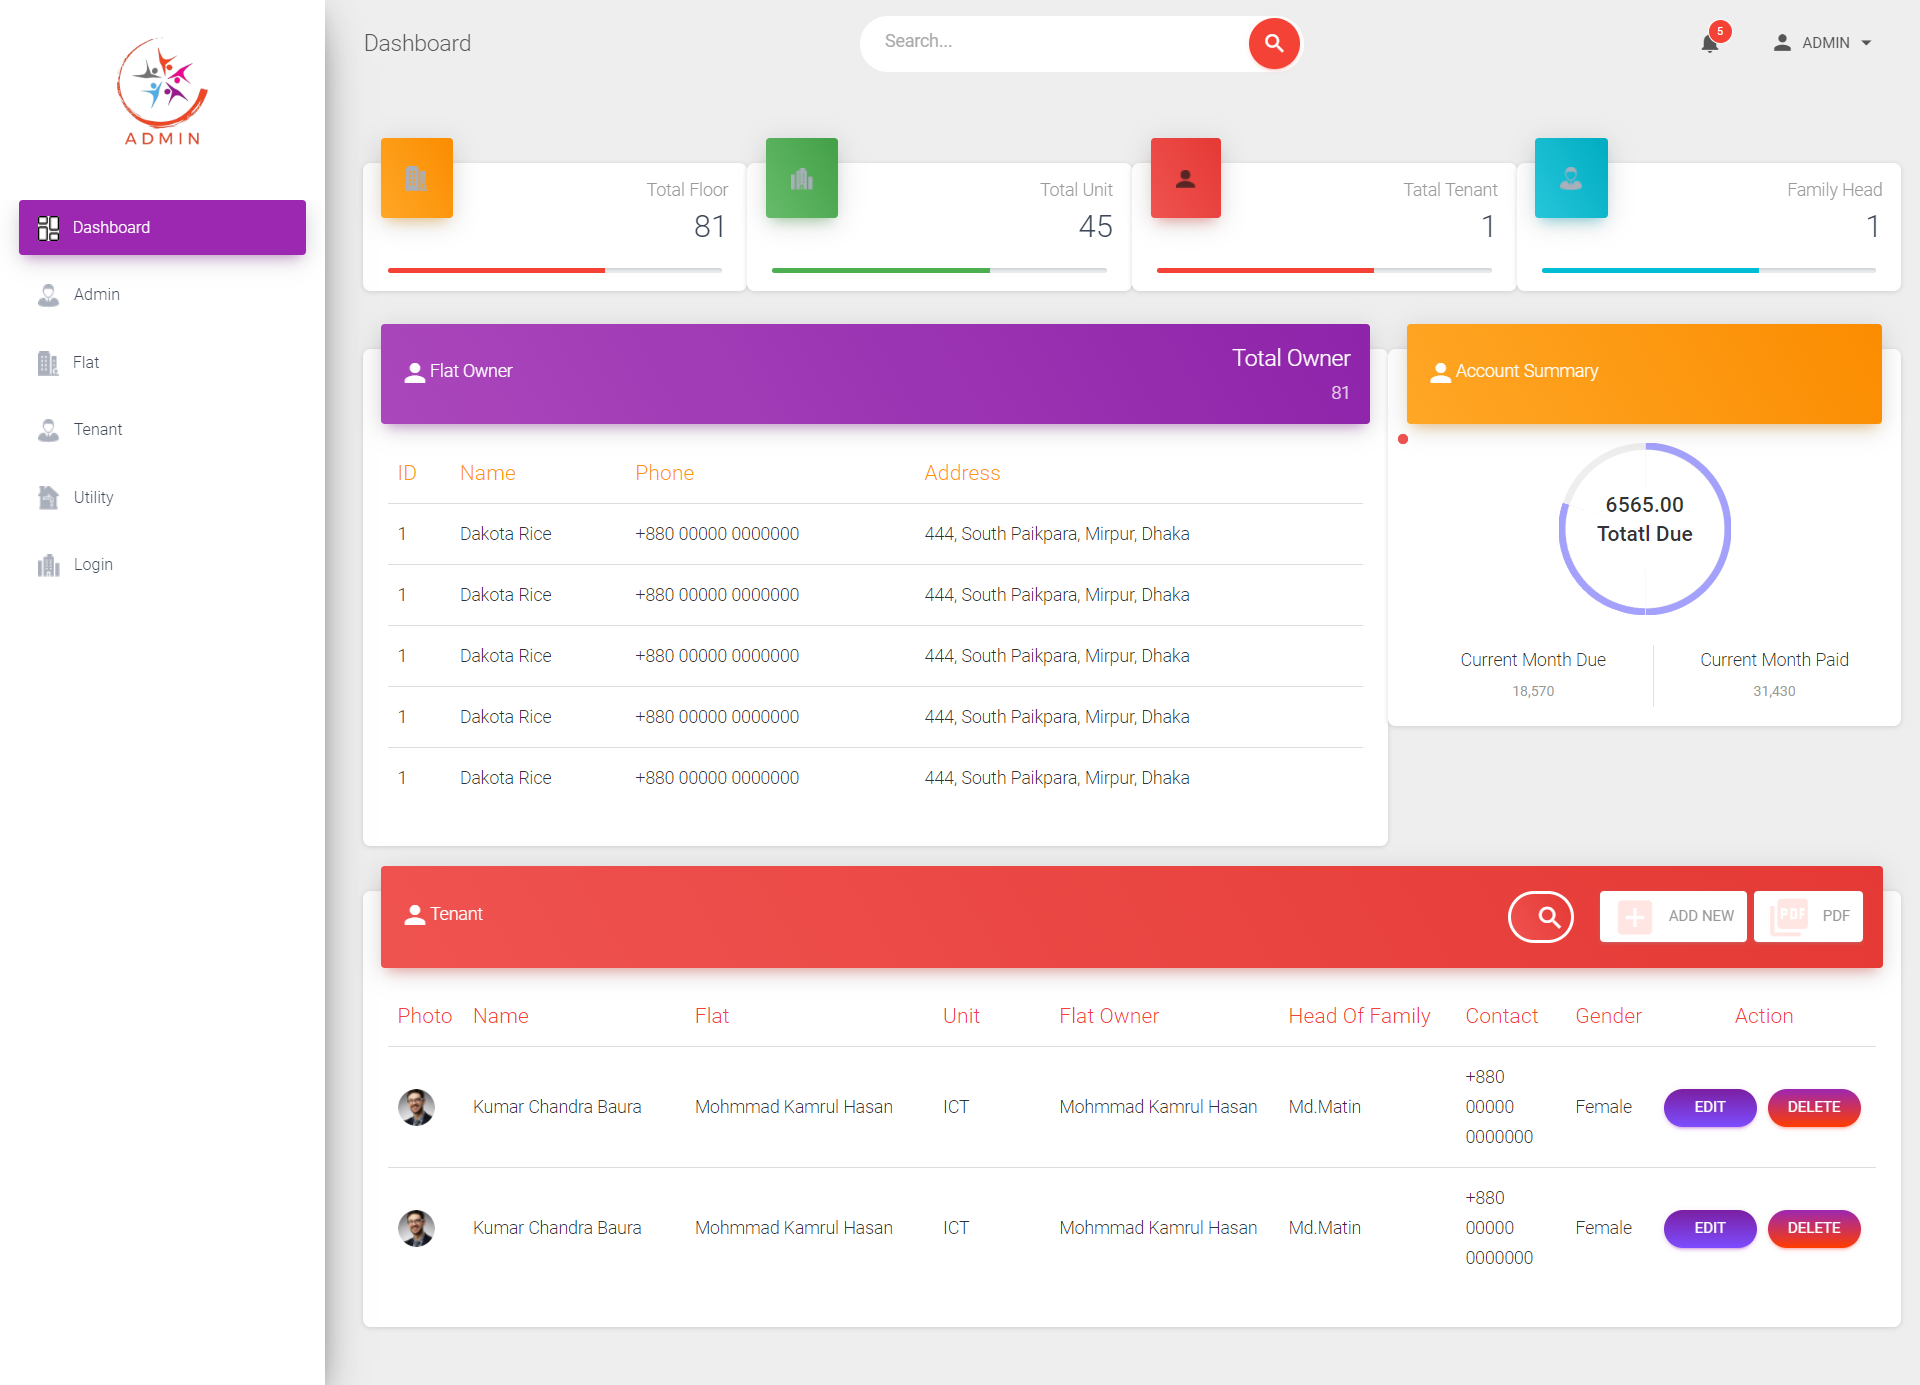 ADMIN
Dashboard
Admin
Flat
Tenant
Utility
Login
Dashboard
Search...
5
ADMIN
Total Floor
81
Total Unit
45
Tatal Tenant
1
Family Head
1
Flat Owner
Total Owner
81
ID Name Phone Address
1 Dakota Rice +880 00000 0000000 444, South Paikpara, Mirpur, Dhaka
1 Dakota Rice +880 00000 0000000 444, South Paikpara, Mirpur, Dhaka
1 Dakota Rice +880 00000 0000000 444, South Paikpara, Mirpur, Dhaka
1 Dakota Rice +880 00000 0000000 444, South Paikpara, Mirpur, Dhaka
1 Dakota Rice +880 00000 0000000 444, South Paikpara, Mirpur, Dhaka
Account Summary
6565.00
Totatl Due
Current Month Due
18,570
Current Month Paid
31,430
Tenant
ADD NEW
PDF PDF
Photo Name Flat Unit Flat Owner Head Of Family Contact Gender Action
Kumar Chandra Baura Mohmmad Kamrul Hasan ICT Mohmmad Kamrul Hasan Md.Matin +880 00000 0000000 Female EDIT DELETE
Kumar Chandra Baura Mohmmad Kamrul Hasan ICT Mohmmad Kamrul Hasan Md.Matin +880 00000 0000000 Female EDIT DELETE